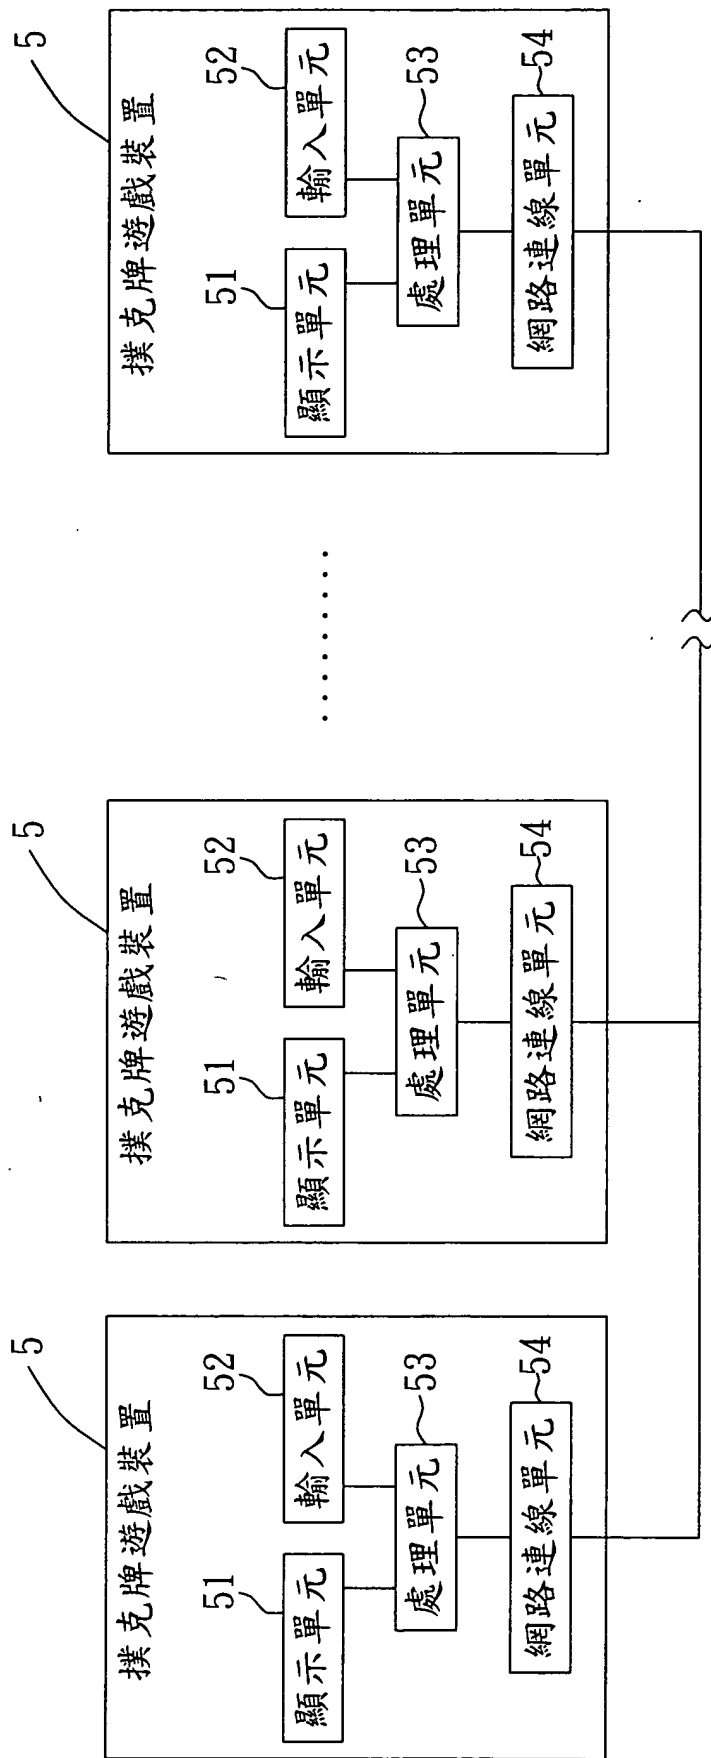 5
撲克牌遊戲裝置
51
52
顯示單元
輸入單元
53
處理單元
54
網路連線單元
5
撲克牌遊戲裝置
51
52
顯示單元
輸入單元
53
處理單元
54
網路連線單元
........
5
撲克牌遊戲裝置
51
52
顯示單元
輸入單元
53
處理單元
54
網路連線單元